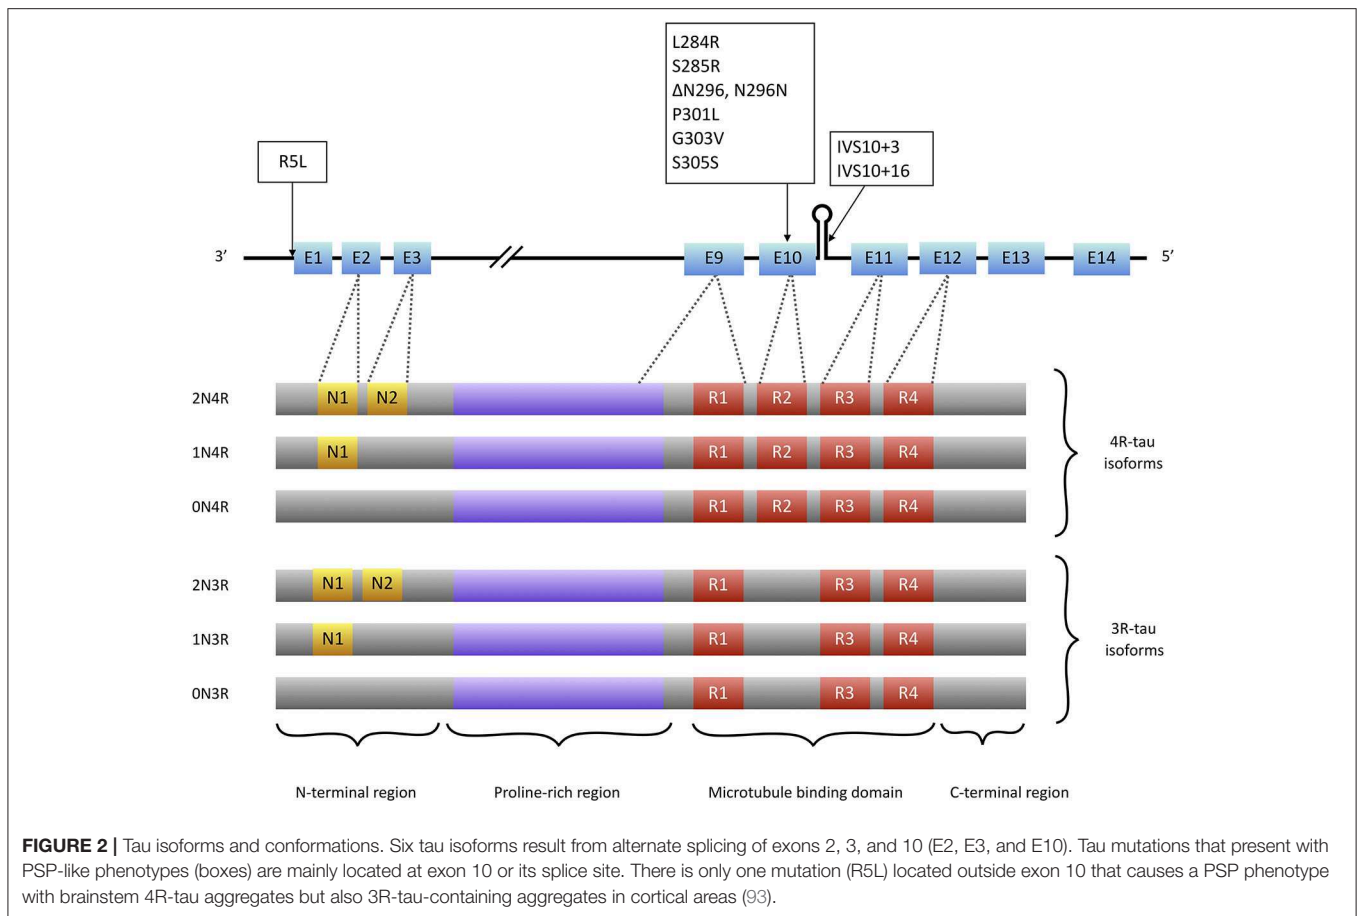 L284R
S285R
ΔN296, N296N
P301L
G303V
S305S
R5L
IVS10+3
IVS10+16
3’ E1 E2 E3 E9 E10 E11 E12 E13 E14 5’
2N4R N1 N2 R1 R2 R3 R4
1N4R N1 R1 R2 R3 R4
0N4R R1 R2 R3 R4
4R-tau
isoforms
2N3R N1 N2 R1 R3 R4
1N3R N1 R1 R3 R4
0N3R R1 R3 R4
3R-tau
isoforms
N-terminal region Proline-rich region Microtubule binding domain C-terminal region
FIGURE 2 | Tau isoforms and conformations. Six tau isoforms result from alternate splicing of exons 2, 3, and 10 (E2, E3, and E10). Tau mutations that present with
PSP-like phenotypes (boxes) are mainly located at exon 10 or its splice site. There is only one mutation (R5L) located outside exon 10 that causes a PSP phenotype
with brainstem 4R-tau aggregates but also 3R-tau-containing aggregates in cortical areas (93).